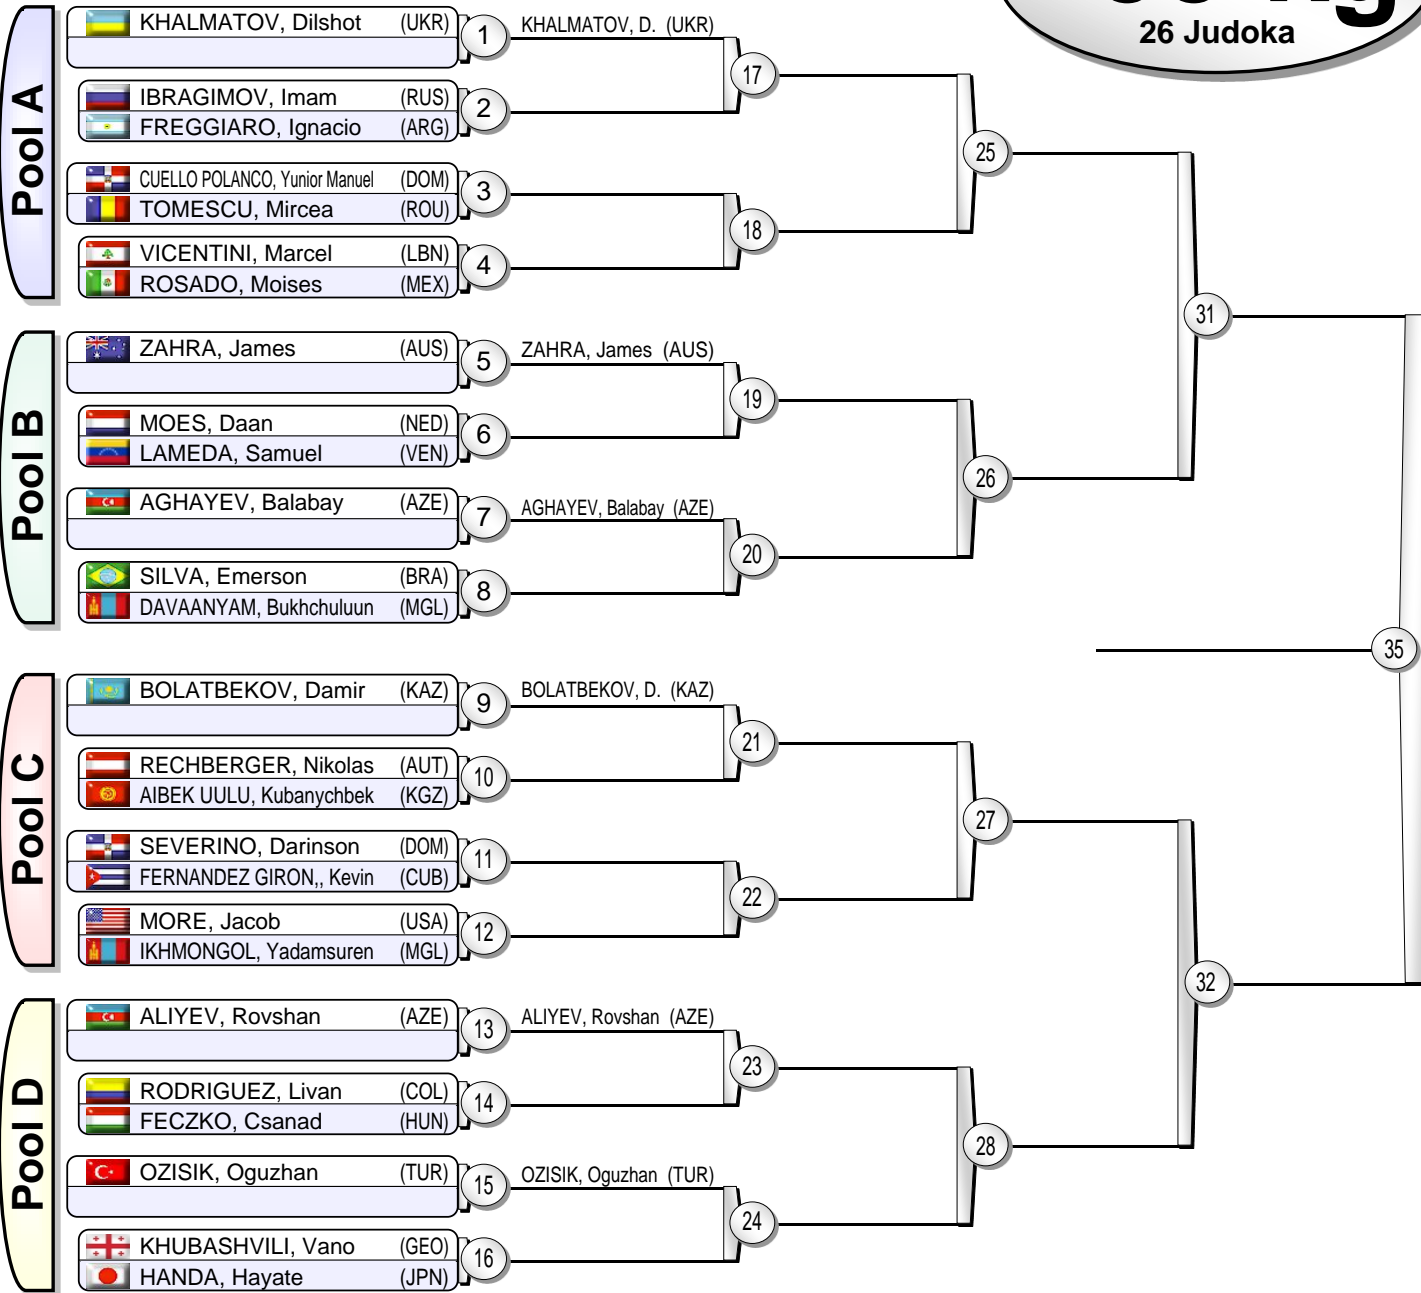 26 Judoka
Pool A
KHALMATOV, Dilshot (UKR)
1
KHALMATOV, D. (UKR)
IBRAGIMOV, Imam (RUS)
2
FREGGIARO, Ignacio (ARG)
17
CUELLO POLANCO, Yunior Manuel (DOM)
3
TOMESCU, Mircea (ROU)
VICENTINI, Marcel (LBN)
4
ROSADO, Moises (MEX)
18
25
Pool B
ZAHRA, James (AUS)
5
ZAHRA, James (AUS)
MOES, Daan (NED)
6
LAMEDA, Samuel (VEN)
19
AGHAYEV, Balabay (AZE)
7
AGHAYEV, Balabay (AZE)
SILVA, Emerson (BRA)
8
DAVAANYAM, Bukhchuluun (MGL)
20
26
31
35
Pool C
BOLATBEKOV, Damir (KAZ)
9
BOLATBEKOV, D. (KAZ)
RECHBERGER, Nikolas (AUT)
10
AIBEK UULU, Kubanychbek (KGZ)
21
SEVERINO, Darinson (DOM)
11
FERNANDEZ GIRON,, Kevin (CUB)
MORE, Jacob (USA)
12
IKHMONGOL, Yadamsuren (MGL)
22
27
Pool D
ALIYEV, Rovshan (AZE)
13
ALIYEV, Rovshan (AZE)
RODRIGUEZ, Livan (COL)
14
FECZKO, Csanad (HUN)
23
OZISIK, Oguzhan (TUR)
15
OZISIK, Oguzhan (TUR)
KHUBASHVILI, Vano (GEO)
16
HANDA, Hayate (JPN)
24
28
32